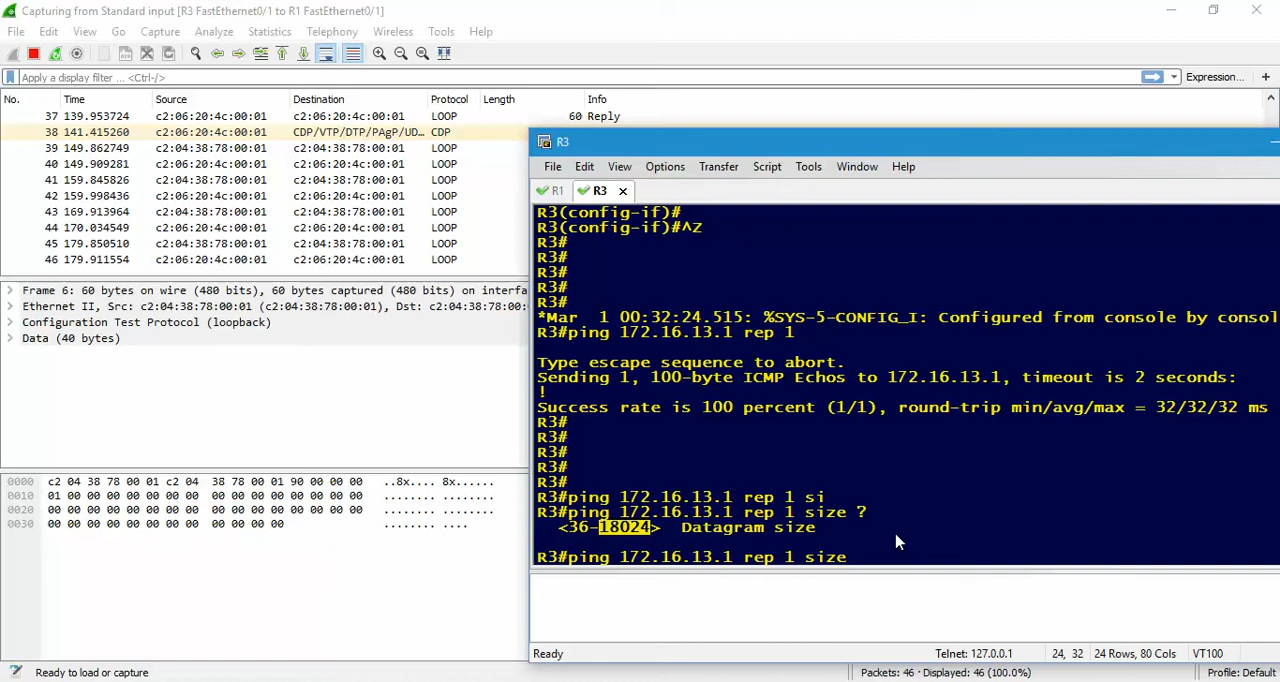 Capturing from Standard input [R3 FastEthernet0/1 to R1 FastEthernet0/1]
File Edit View Go Capture Analyze Statistics Telephony Wireless Tools Help
Apply a display filter ... <Ctrl-/> Expression... +
No. Time Source Destination Protocol Length Info
37 139.953724 c2:06:20:4c:00:01 c2:06:20:4c:00:01 LOOP 60 Reply
38 141.415260 c2:06:20:4c:00:01 CDP/VTP/DTP/PAgP/UD… CDP
39 149.862749 c2:04:38:78:00:01 c2:04:38:78:00:01 LOOP
40 149.909281 c2:06:20:4c:00:01 c2:06:20:4c:00:01 LOOP
41 159.845826 c2:04:38:78:00:01 c2:04:38:78:00:01 LOOP
42 159.998436 c2:06:20:4c:00:01 c2:06:20:4c:00:01 LOOP
43 169.913964 c2:04:38:78:00:01 c2:04:38:78:00:01 LOOP
44 170.034549 c2:06:20:4c:00:01 c2:06:20:4c:00:01 LOOP
45 179.850510 c2:04:38:78:00:01 c2:04:38:78:00:01 LOOP
46 179.911554 c2:06:20:4c:00:01 c2:06:20:4c:00:01 LOOP
Frame 6: 60 bytes on wire (480 bits), 60 bytes captured (480 bits) on interfa
Ethernet II, Src: c2:04:38:78:00:01 (c2:04:38:78:00:01), Dst: c2:04:38:78:00:
Configuration Test Protocol (loopback)
Data (40 bytes)
0000 c2 04 38 78 00 01 c2 04 38 78 00 01 90 00 00 00 ..8x.... 8x......
0010 01 00 00 00 00 00 00 00 00 00 00 00 00 00 00 00 ........ ........
0020 00 00 00 00 00 00 00 00 00 00 00 00 00 00 00 00 ........ ........
0030 00 00 00 00 00 00 00 00 00 00 00 00 ........ ....
Ready to load or capture
Packets: 46 · Displayed: 46 (100.0%)
Profile: Default
R3
File Edit View Options Transfer Script Tools Window Help
R1 R3
R3(config-if)#
R3(config-if)#^Z
R3#
R3#
R3#
R3#
R3#
*Mar  1 00:32:24.515: %SYS-5-CONFIG_I: Configured from console by consol
R3#ping 172.16.13.1 rep 1
Type escape sequence to abort.
Sending 1, 100-byte ICMP Echos to 172.16.13.1, timeout is 2 seconds:
!
Success rate is 100 percent (1/1), round-trip min/avg/max = 32/32/32 ms
R3#
R3#
R3#
R3#
R3#
R3#ping 172.16.13.1 rep 1 si
R3#ping 172.16.13.1 rep 1 size ?
<36-18024>  Datagram size
R3#ping 172.16.13.1 rep 1 size
Ready Telnet: 127.0.0.1 24, 32 24 Rows, 80 Cols VT100